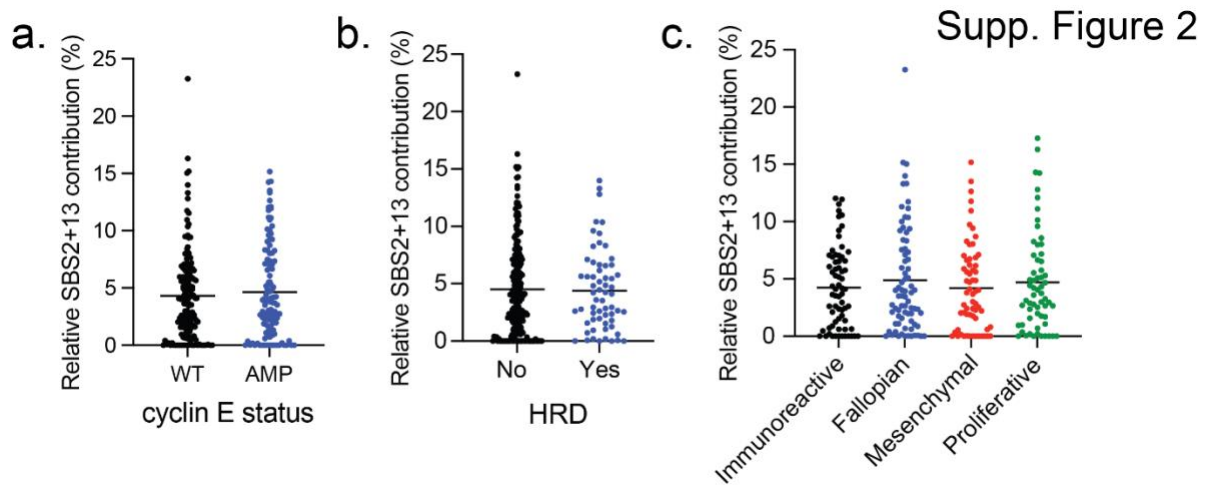 Supp. Figure 2
a.
Relative SBS2+13 contribution (%)
25
20
15
10
5
0
WT AMP
cyclin E status
b.
Relative SBS2+13 contribution (%)
25
20
15
10
5
0
No Yes
HRD
c.
Relative SBS2+13 contribution (%)
25
20
15
10
5
0
Immunoreactive
Fallopian
Mesenchymal
Proliferative